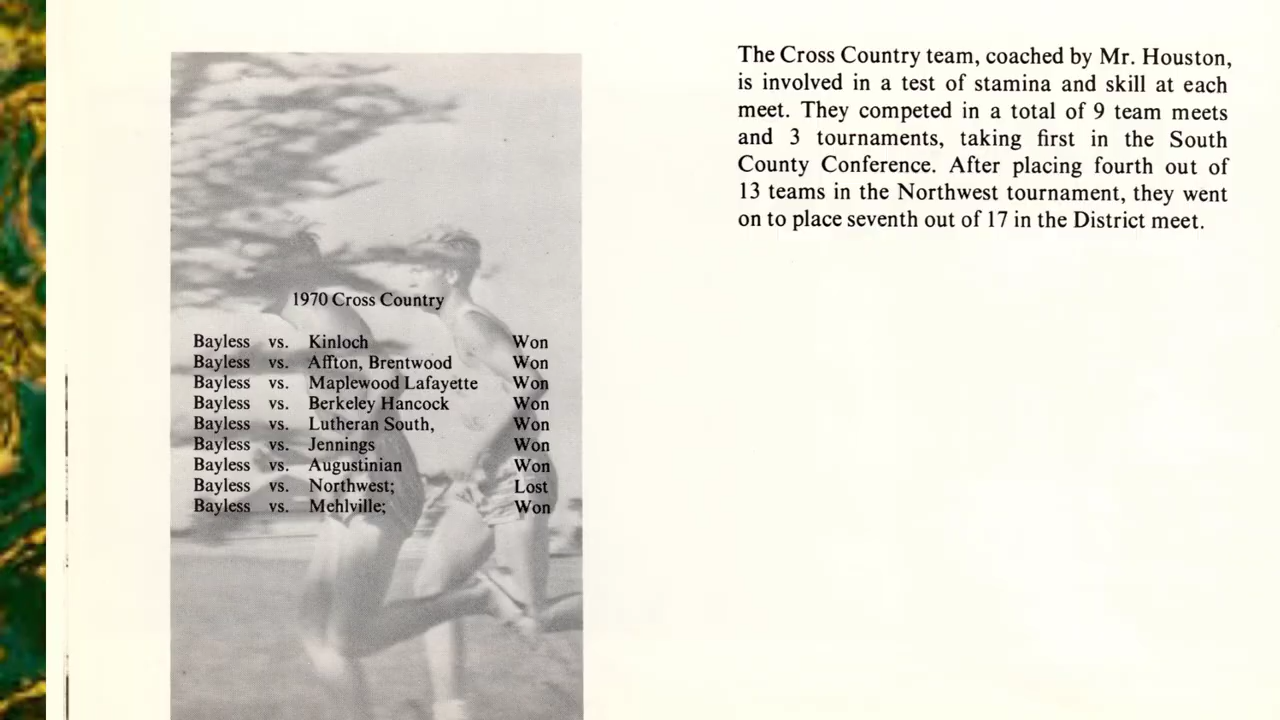 The Cross Country team, coached by Mr. Houston,
is involved in a test of stamina and skill at each
meet. They competed in a total of 9 team meets
and 3 tournaments, taking first in the South
County Conference. After placing fourth out of
13 teams in the Northwest tournament, they went
on to place seventh out of 17 in the District meet.
1970 Cross Country
Bayless vs. Kinloch Won
Bayless vs. Affton, Brentwood Won
Bayless vs. Maplewood Lafayette Won
Bayless vs. Berkeley Hancock Won
Bayless vs. Lutheran South, Won
Bayless vs. Jennings Won
Bayless vs. Augustinian Won
Bayless vs. Northwest; Lost
Bayless vs. Mehlville; Won